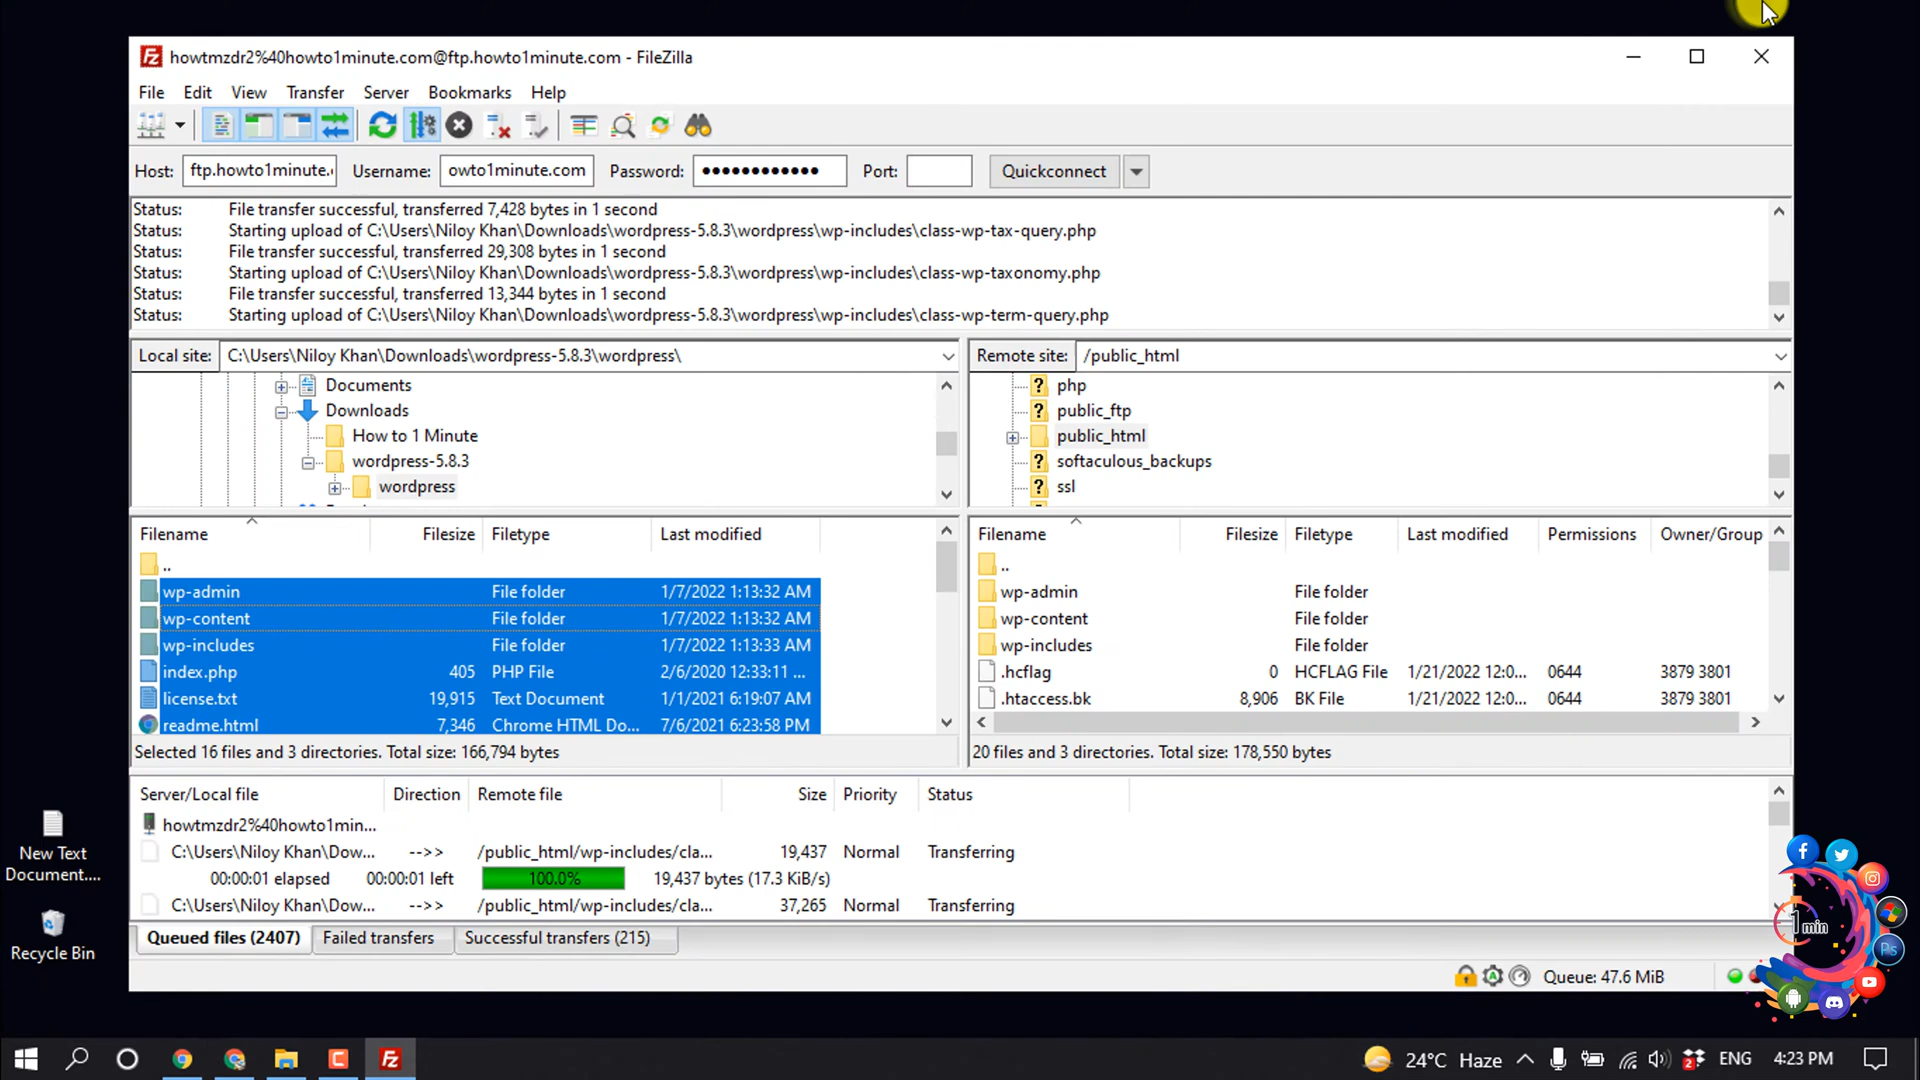 howtmzdr2%40howto1minute.com@ftp.howto1minute.com - FileZilla
File Edit View Transfer Server Bookmarks Help
Host: ftp.howto1minute. Username: owto1minute.com Password: ●●●●●●●●●●●● Port: Quickconnect
Status: File transfer successful, transferred 7,428 bytes in 1 second
Status: Starting upload of C:\Users\Niloy Khan\Downloads\wordpress-5.8.3\wordpress\wp-includes\class-wp-tax-query.php
Status: File transfer successful, transferred 29,308 bytes in 1 second
Status: Starting upload of C:\Users\Niloy Khan\Downloads\wordpress-5.8.3\wordpress\wp-includes\class-wp-taxonomy.php
Status: File transfer successful, transferred 13,344 bytes in 1 second
Status: Starting upload of C:\Users\Niloy Khan\Downloads\wordpress-5.8.3\wordpress\wp-includes\class-wp-term-query.php
Local site: C:\Users\Niloy Khan\Downloads\wordpress-5.8.3\wordpress\
Documents
Downloads
How to 1 Minute
wordpress-5.8.3
wordpress
Remote site: /public_html
php
public_ftp
public_html
softaculous_backups
ssl
Filename Filesize Filetype Last modified
..
wp-admin File folder 1/7/2022 1:13:32 AM
wp-content File folder 1/7/2022 1:13:32 AM
wp-includes File folder 1/7/2022 1:13:33 AM
index.php 405 PHP File 2/6/2020 12:33:11 ...
license.txt 19,915 Text Document 1/1/2021 6:19:07 AM
readme.html 7,346 Chrome HTML Do... 7/6/2021 6:23:58 PM
Selected 16 files and 3 directories. Total size: 166,794 bytes
Filename Filesize Filetype Last modified Permissions Owner/Group
..
wp-admin File folder
wp-content File folder
wp-includes File folder
.hcflag 0 HCFLAG File 1/21/2022 12:0... 0644 3879 3801
.htaccess.bk 8,906 BK File 1/21/2022 12:0... 0644 3879 3801
20 files and 3 directories. Total size: 178,550 bytes
Server/Local file Direction Remote file Size Priority Status
howtmzdr2%40howto1min...
C:\Users\Niloy Khan\Dow... -->> /public_html/wp-includes/cla... 19,437 Normal Transferring
00:00:01 elapsed 00:00:01 left 100.0% 19,437 bytes (17.3 KiB/s)
C:\Users\Niloy Khan\Dow... -->> /public_html/wp-includes/cla... 37,265 Normal Transferring
Queued files (2407) Failed transfers Successful transfers (215)
Queue: 47.6 MiB
New Text
Document....
Recycle Bin
1 min
Ps
24°C Haze ENG 4:23 PM